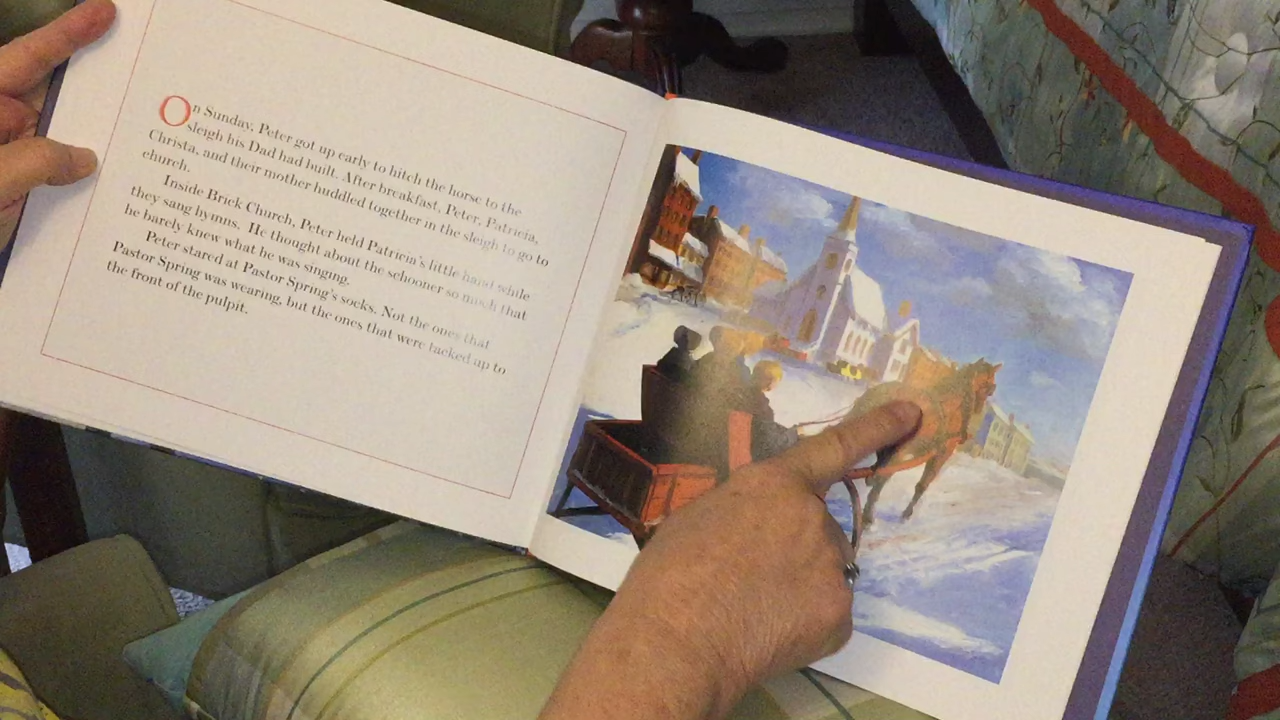 On Sunday, Peter got up early to hitch the horse to the
sleigh his Dad had built. After breakfast, Peter, Patricia,
Christa, and their mother huddled together in the sleigh to go to
church.
Inside Brick Church, Peter held Patricia's little hand while
they sang hymns. He thought about the schooner so much that
he barely knew what he was singing.
Peter stared at Pastor Spring's socks. Not the ones that
Pastor Spring was wearing, but the ones that were tacked up to
the front of the pulpit.